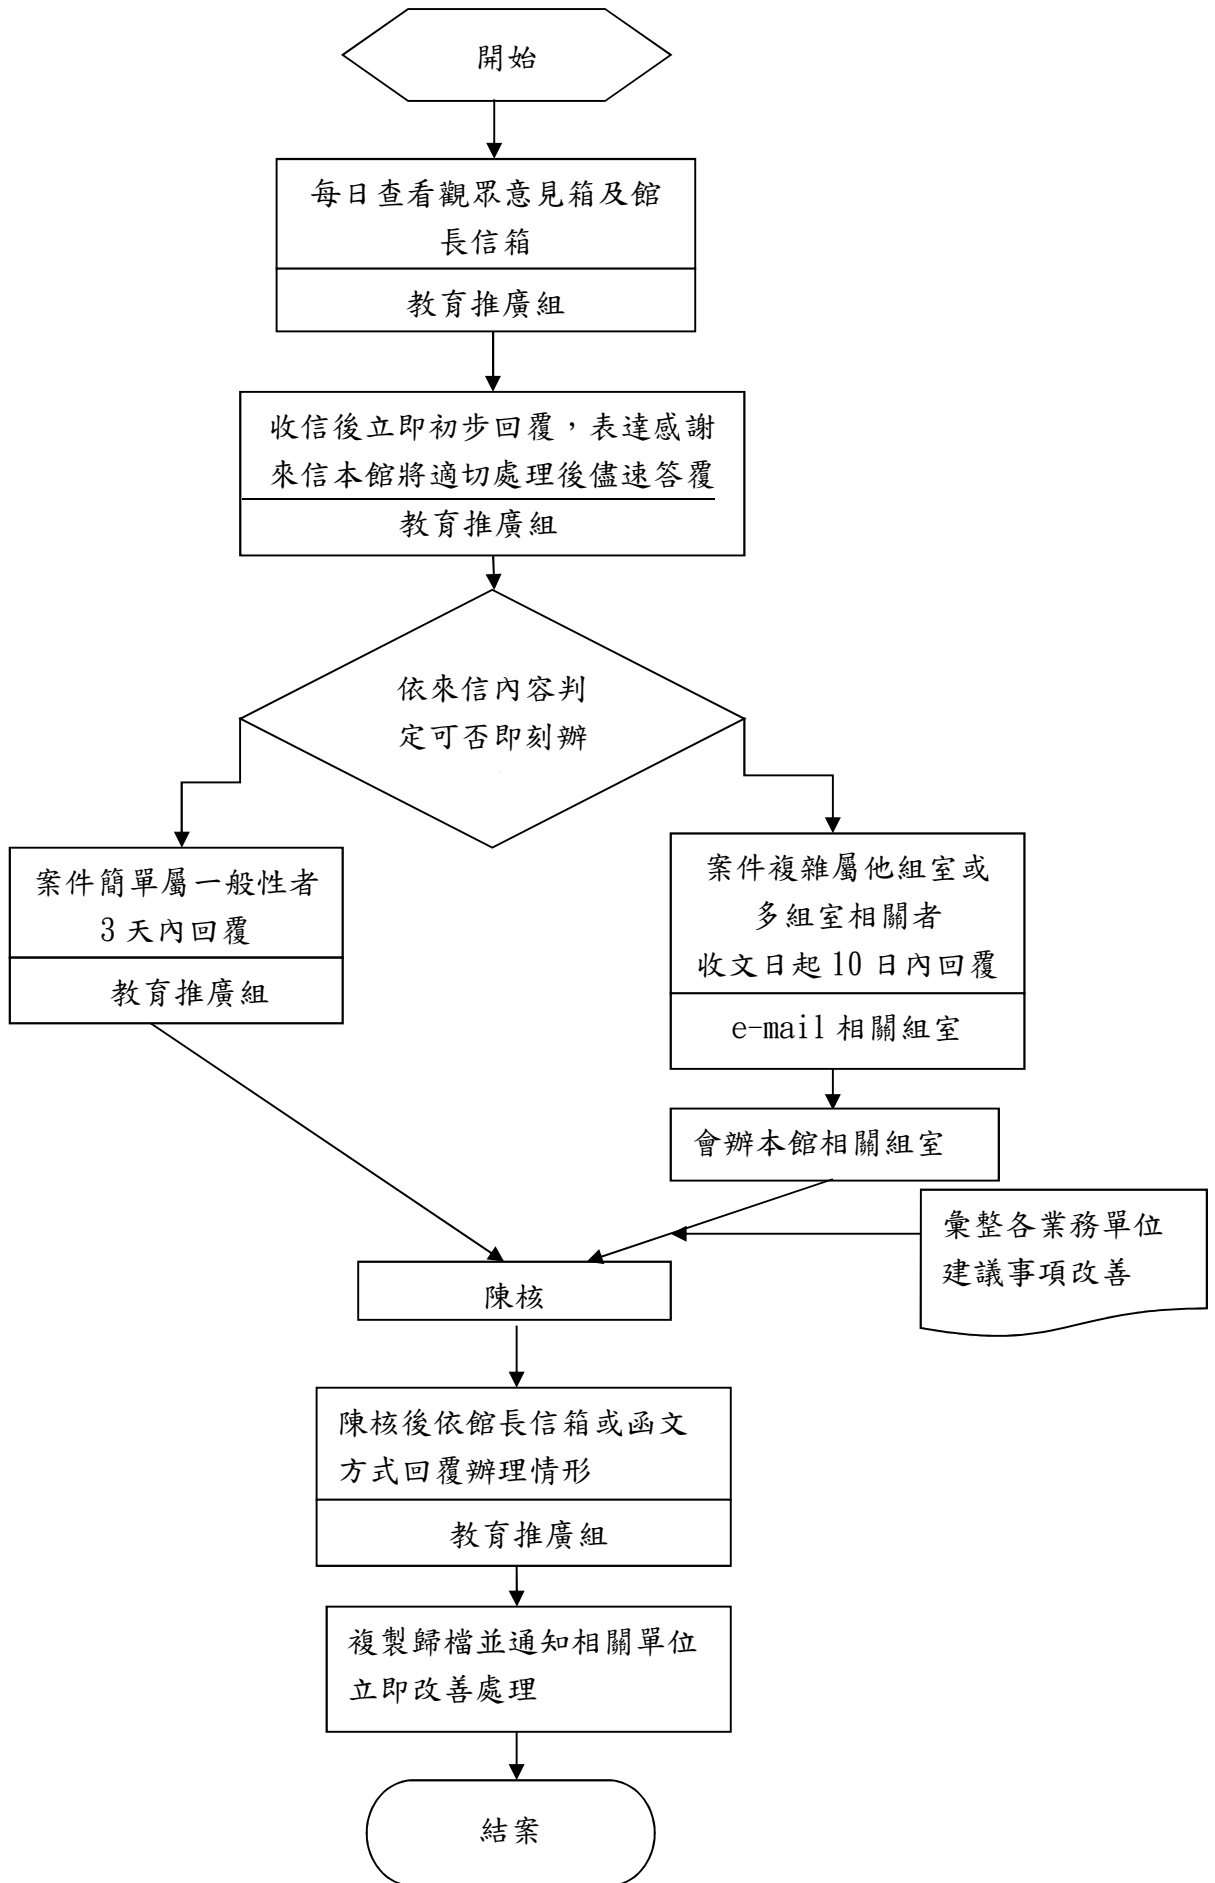 開始
每日查看觀眾意見箱及館
長信箱
教育推廣組
收信後立即初步回覆，表達感謝
來信本館將適切處理後儘速答覆
教育推廣組
依來信內容判
定可否即刻辦
案件簡單屬一般性者
3 天內回覆
教育推廣組
案件複雜屬他組室或
多組室相關者
收文日起 10 日內回覆
e-mail 相關組室
會辦本館相關組室
彙整各業務單位
建議事項改善
陳核
陳核後依館長信箱或函文
方式回覆辦理情形
教育推廣組
複製歸檔並通知相關單位
立即改善處理
結案